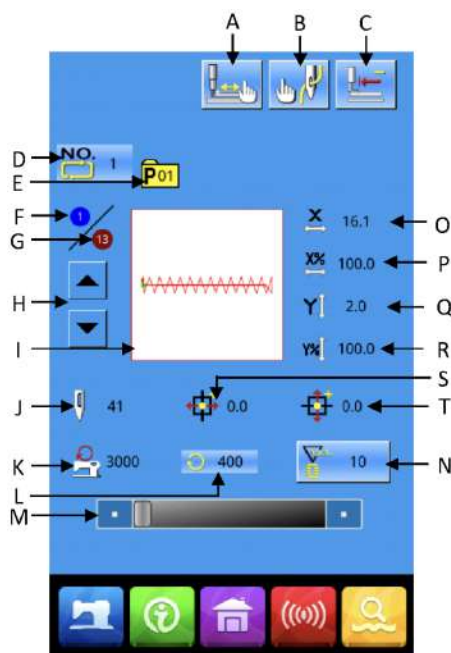 A B C
D NO. 1
E P01
F 1
G 13
H
I
J 41
K 3000
L 400
M
X 16.1 O
X% 100.0 P
Y 2.0 Q
Y% 100.0 R
S
0.0
0.0 T
10 N